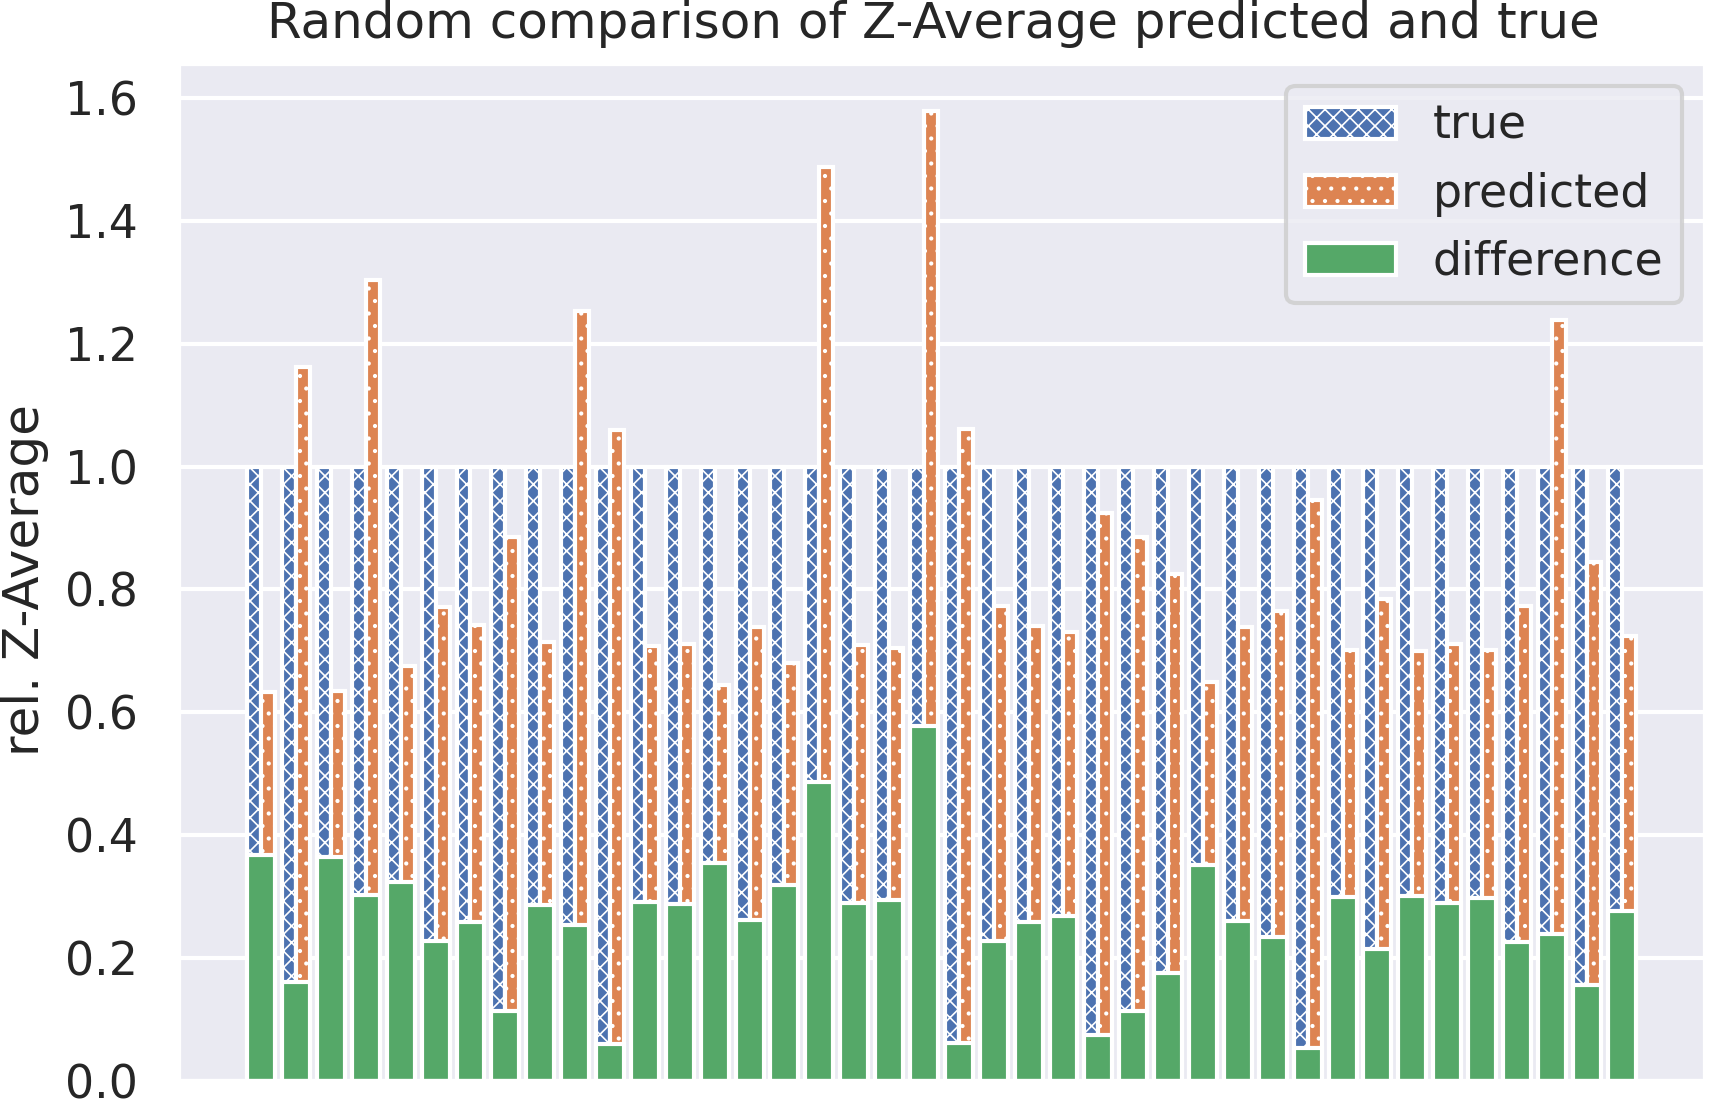 Random comparison of Z-Average predicted and true
rel. Z-Average
1.6
1.4
1.2
1.0
0.8
0.6
0.4
0.2
0.0
true
predicted
difference